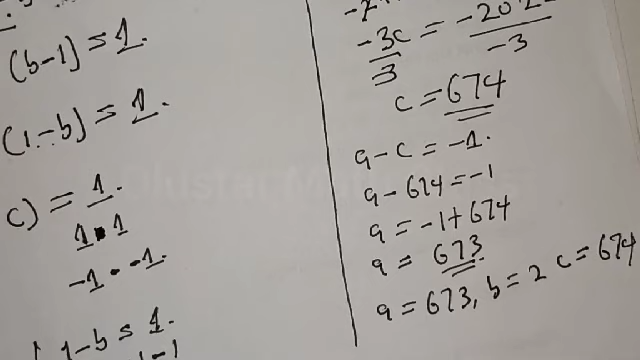 (b-1) = 1.
(1-b) = 1.
c) = 1.
1 · 1
-1 · -1.
1-b = 1.
-3c = -202
3 -3
c = 674
a - c = -1.
a - 674 = -1
a = -1 + 674
a = 673
a = 673, b = 2 c = 674